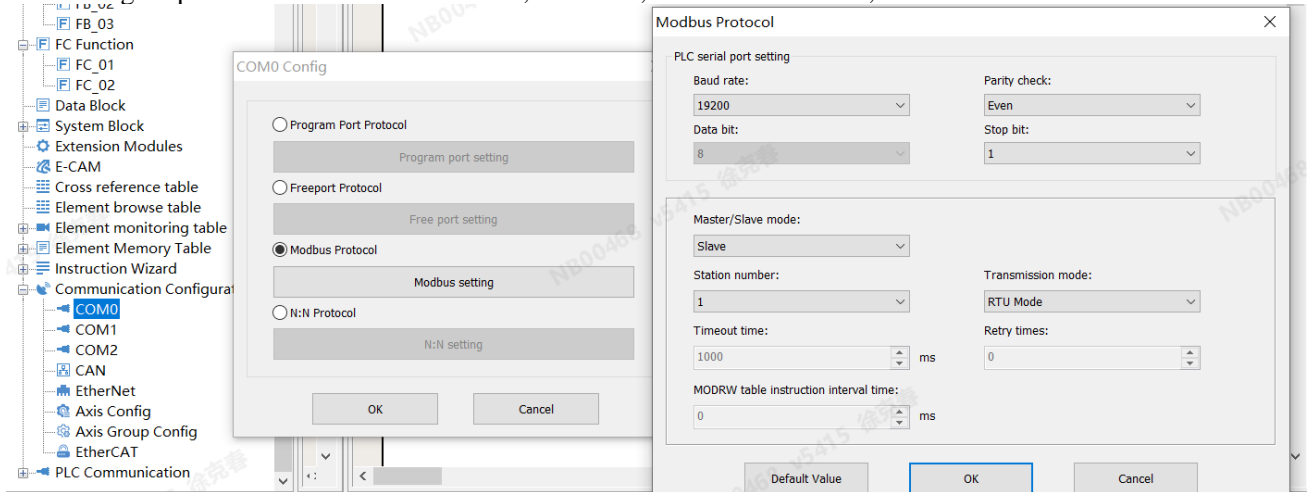 FB_02
FB_03
FC Function
FC_01
FC_02
Data Block
System Block
Extension Modules
E-CAM
Cross reference table
Element browse table
Element monitoring table
Element Memory Table
Instruction Wizard
Communication Configurat
COM0
COM1
COM2
CAN
EtherNet
Axis Config
Axis Group Config
EtherCAT
PLC Communication
COM0 Config
Program Port Protocol
Program port setting
Freeport Protocol
Free port setting
Modbus Protocol
Modbus setting
N:N Protocol
N:N setting
OK Cancel
Modbus Protocol
PLC serial port setting
Baud rate: Parity check:
19200 Even
Data bit: Stop bit:
8 1
Master/Slave mode:
Slave
Station number: Transmission mode:
1 RTU Mode
Timeout time: Retry times:
1000 ms 0
MODRW table instruction interval time:
0 ms
Default Value OK Cancel
NB00468 v5415 徐克春